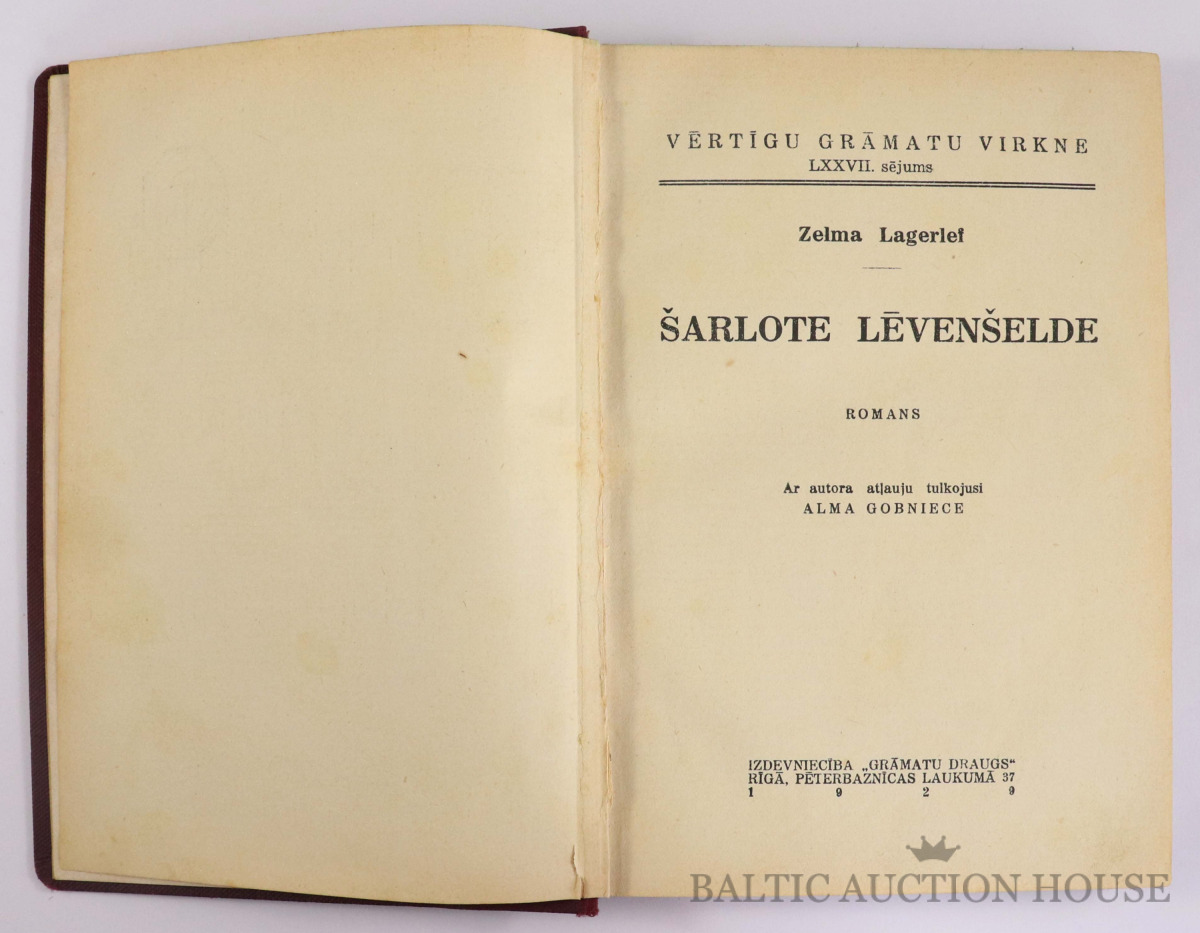 VĒRTĪGU GRĀMATU VIRKNE
LXXVII. sējums
Zelma Lagerlef
ŠARLOTE LĒVENŠELDE
ROMANS
Ar autora atļauju tulkojusi
ALMA GOBNIECE
IZDEVNIECĪBA „GRĀMATU DRAUGS“
RĪGĀ, PĒTERBAZNĪCAS LAUKUMĀ 37
1 9 2 9
BALTIC AUCTION HOUSE